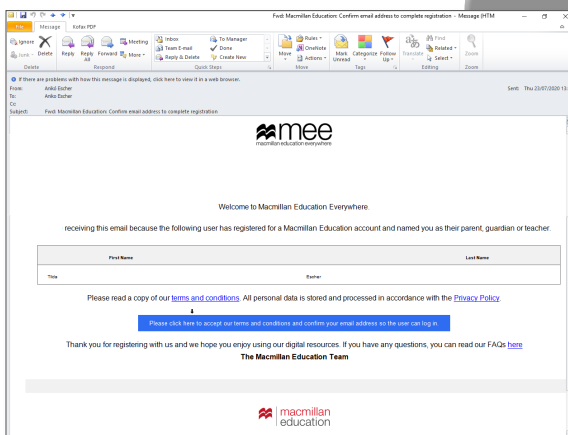 Fwd: Macmillan Education: Confirm email address to complete registration - Message (HTM
File Message Kofax PDF
Ignore
Junk
Delete
Reply Reply All Forward
Meeting
More
Inbox
Team E-mail
Reply & Delete
To Manager
Done
Create New
Move
Rules
OneNote
Actions
Mark Unread Categorize Follow Up
Translate
Find
Related
Select
Zoom
Delete Respond Quick Steps Move Tags Editing Zoom
If there are problems with how this message is displayed, click here to view it in a web browser.
From: Aniko Escher Sent: Thu 23/07/2020 13:
To: Aniko Escher
Cc
Subject: Fwd: Macmillan Education: Confirm email address to complete registration
mee
macmillan education everywhere
Welcome to Macmillan Education Everywhere.
receiving this email because the following user has registered for a Macmillan Education account and named you as their parent, guardian or teacher.
First Name Last Name
Escher
Please read a copy of our terms and conditions. All personal data is stored and processed in accordance with the Privacy Policy.
Please click here to accept our terms and conditions and confirm your email address so the user can log in.
Thank you for registering with us and we hope you enjoy using our digital resources. If you have any questions, you can read our FAQs here
The Macmillan Education Team
macmillan
education